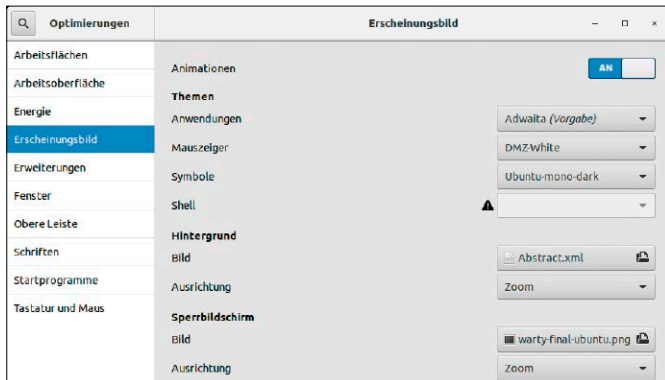 Optimierungen
Erscheinungsbild
Arbeitsflächen
Arbeitsoberfläche
Energie
Erscheinungsbild
Erweiterungen
Fenster
Obere Leiste
Schriften
Startprogramme
Tastatur und Maus
Animationen AN
Themen
Anwendungen Adwaita (Vorgabe)
Mauszeiger DMZ-White
Symbole Ubuntu-mono-dark
Shell
Hintergrund
Bild Abstract.xml
Ausrichtung Zoom
Sperrbildschirm
Bild warty-final-ubuntu.png
Ausrichtung Zoom